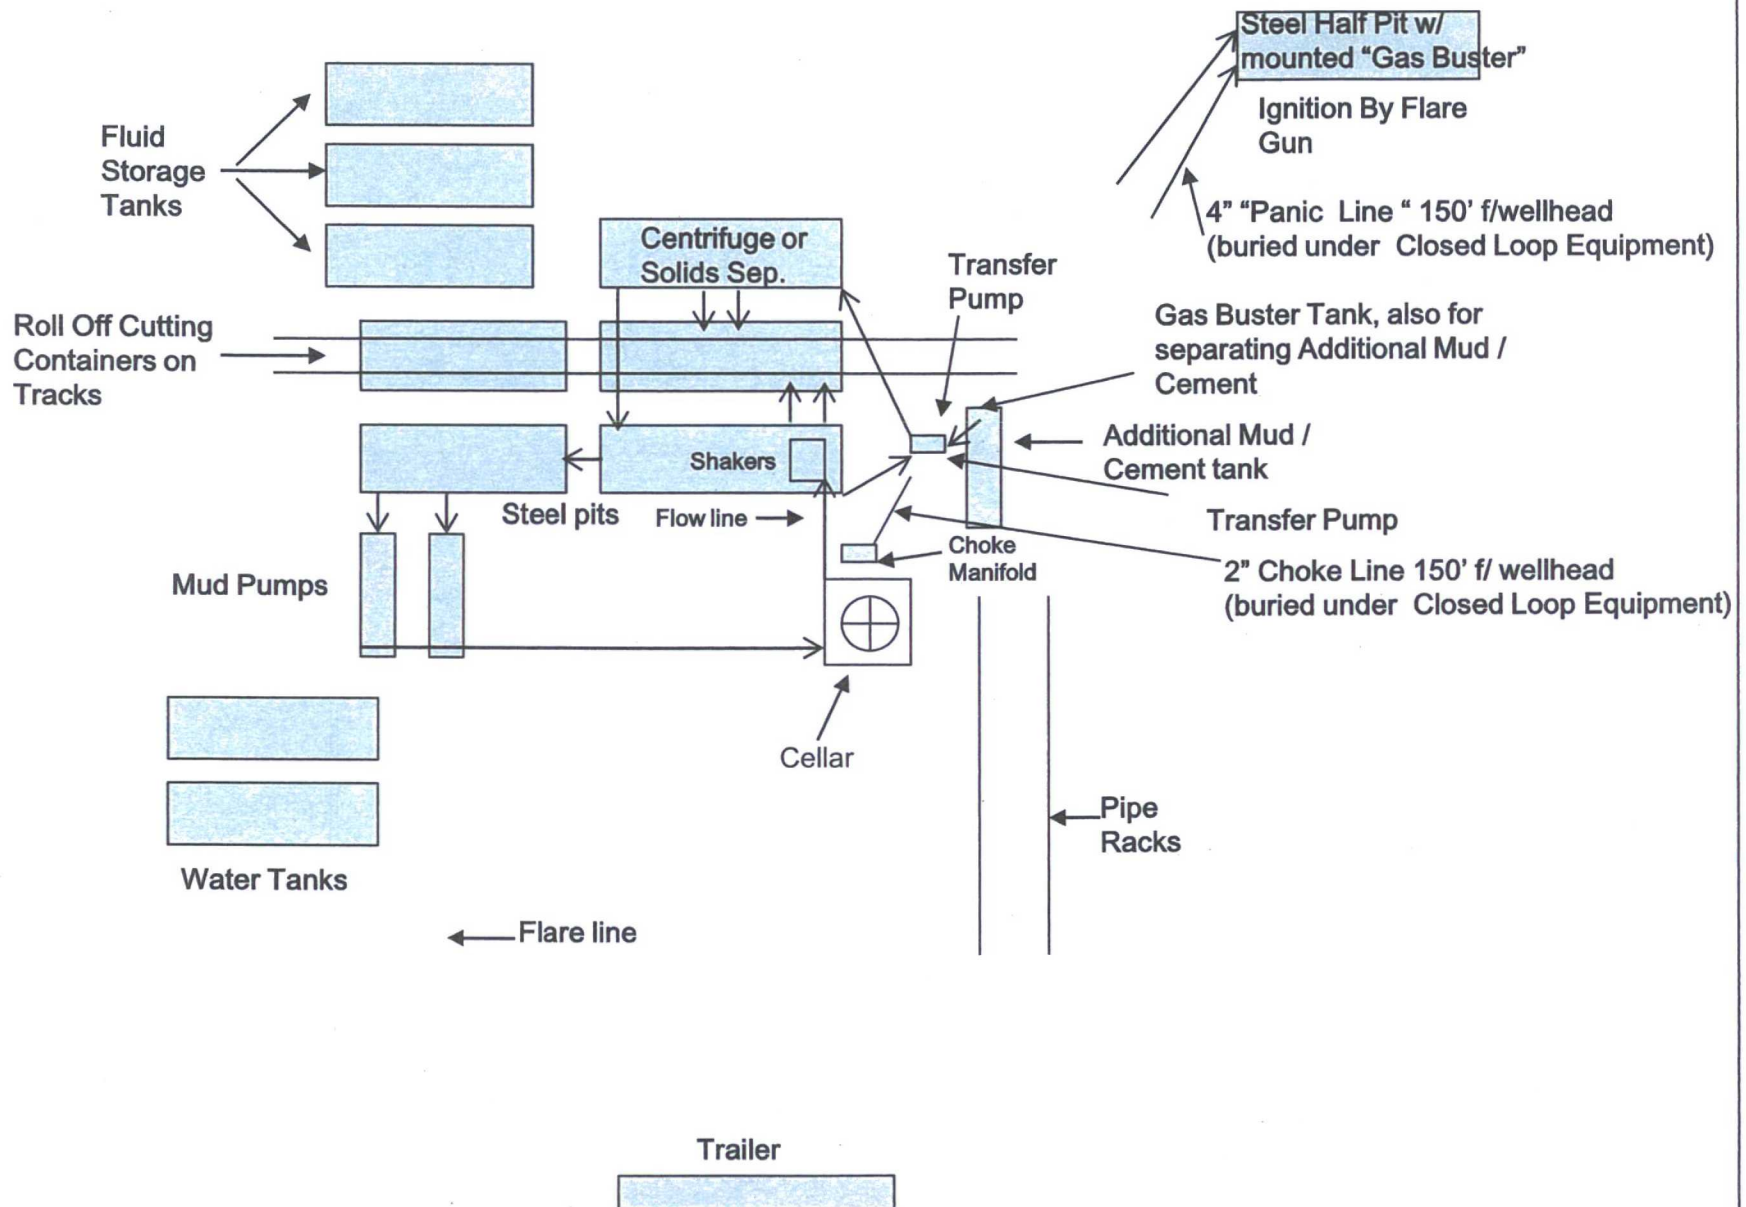 Steel Half Pit w/
mounted “Gas Buster”
Ignition By Flare
Gun
Fluid
Storage
Tanks
4” “Panic Line “ 150’ f/wellhead
(buried under Closed Loop Equipment)
Centrifuge or
Solids Sep.
Transfer
Pump
Roll Off Cutting
Containers on
Tracks
Gas Buster Tank, also for
separating Additional Mud /
Cement
Additional Mud /
Cement tank
Shakers
Steel pits
Flow line
Transfer Pump
Choke
Manifold
2” Choke Line 150’ f/ wellhead
(buried under Closed Loop Equipment)
Mud Pumps
Cellar
Pipe
Racks
Water Tanks
Flare line
Trailer